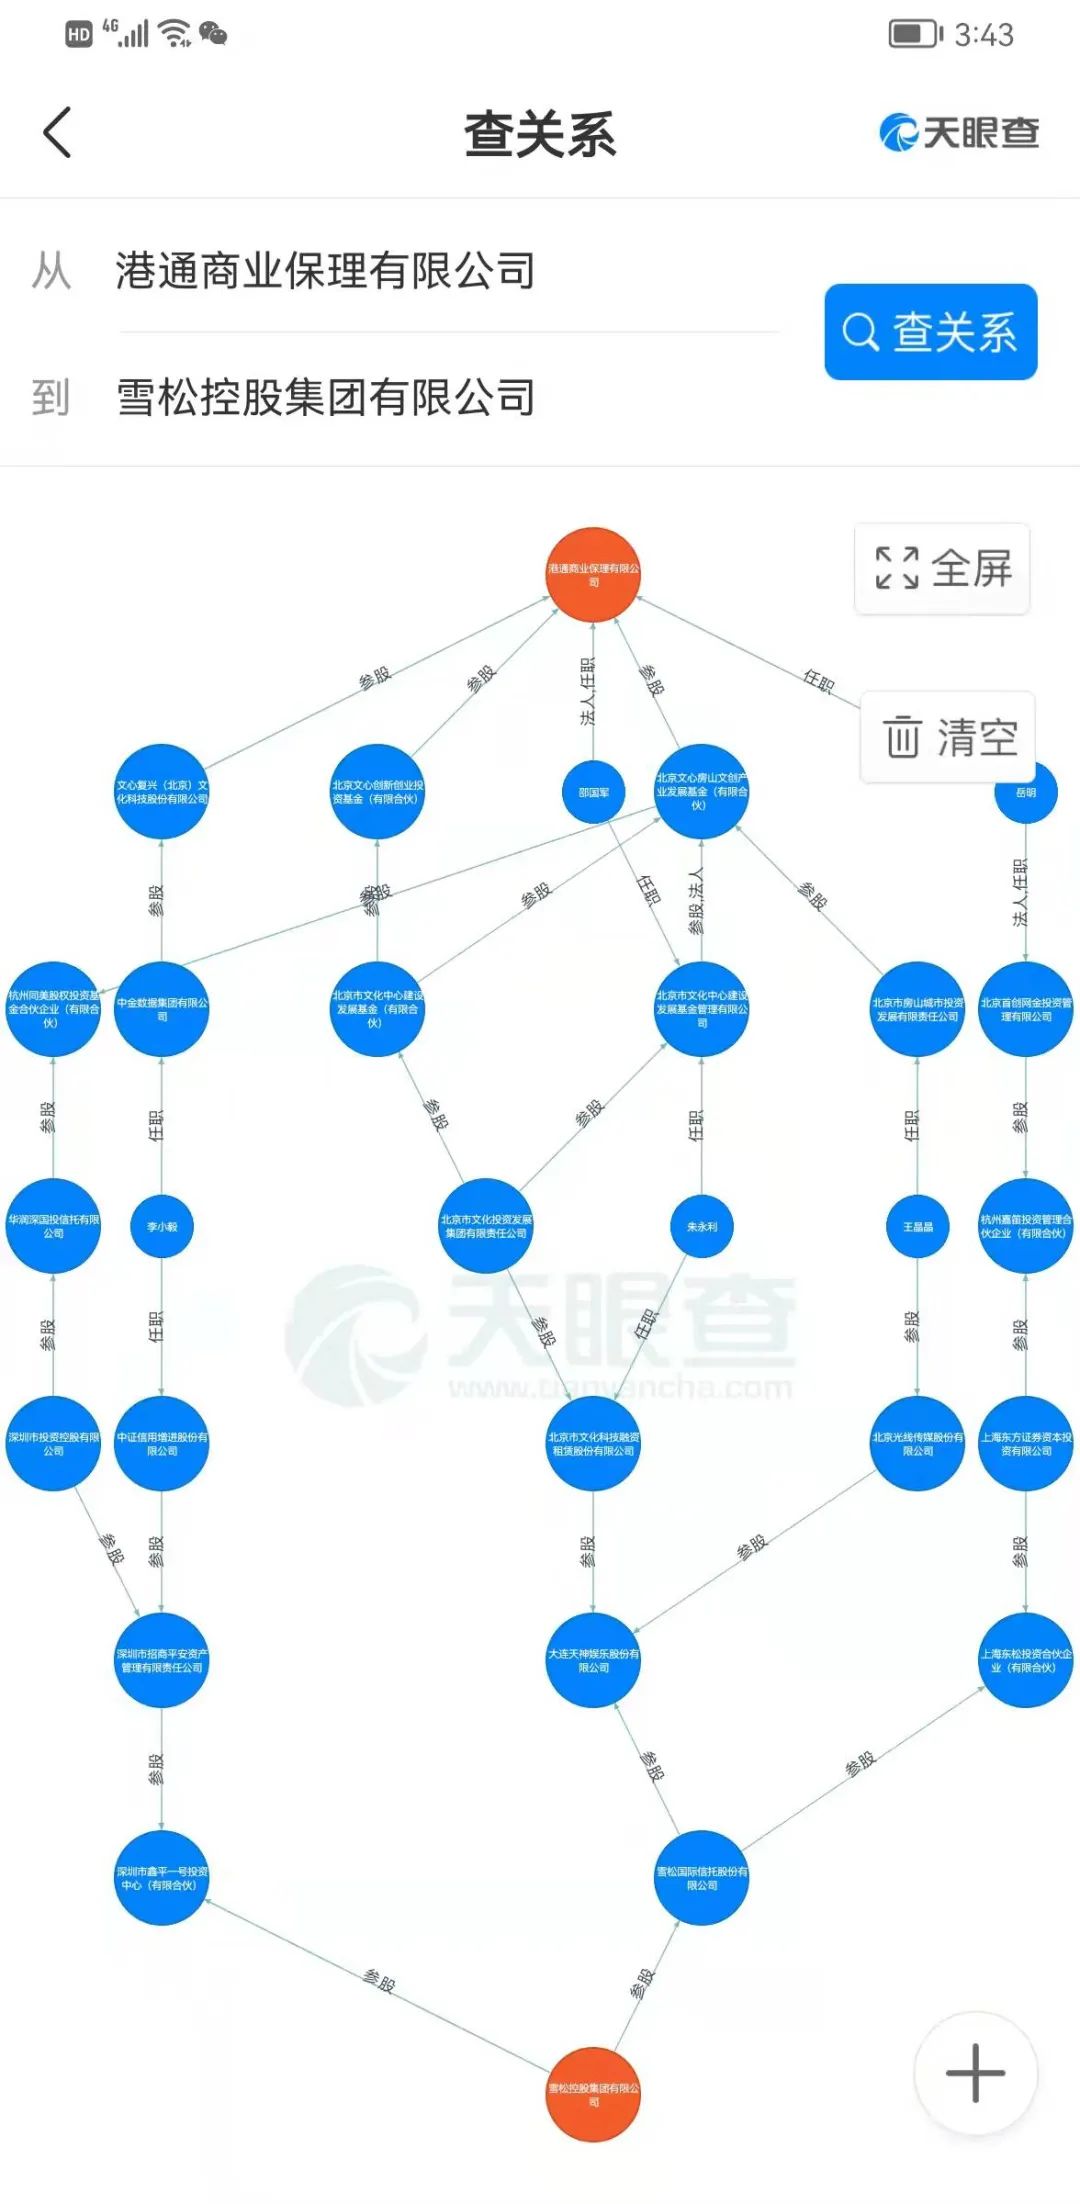 HD 4G 3:43
查关系
天眼查
从 港通商业保理有限公司
查关系
到 雪松控股集团有限公司
全屏
港通商业保理有限公
司
参股
参股
法人,任职
参股
任职
清空
文心复兴（北京）文
化科技股份有限公司
北京文心创新创业投
资基金（有限合伙）
邵国军
北京文心房山文创产
业发展基金（有限合
伙）
岳明
参股
参股
参股
参股
任职
参股,法人
参股
法人,任职
杭州同美股权投资基
金合伙企业（有限合
伙）
中金数据集团有限公
司
北京市文化中心建设
发展基金（有限合
伙）
北京市文化中心建设
发展基金管理有限公
司
北京市房山城市投资
发展有限责任公司
北京首创网金投资管
理有限公司
参股
任职
参股
参股
任职
任职
参股
华润深国投信托有限
公司
李小毅
北京市文化投资发展
集团有限责任公司
朱永利
王晶晶
杭州嘉笛投资管理合
伙企业（有限合伙）
天眼查
www.tianyancha.com
参股
任职
参股
任职
参股
参股
深圳市投资控股有限
公司
中证信用增进股份有
限公司
北京市文化科技融资
租赁股份有限公司
北京光线传媒股份有
限公司
上海东方证券资本投
资有限公司
参股
参股
参股
参股
参股
深圳市招商平安资产
管理有限责任公司
大连天神娱乐股份有
限公司
上海东松投资合伙企
业（有限合伙）
参股
参股
参股
深圳市鑫平一号投资
中心（有限合伙）
雪松国际信托股份有
限公司
参股
参股
雪松控股集团有限公
司